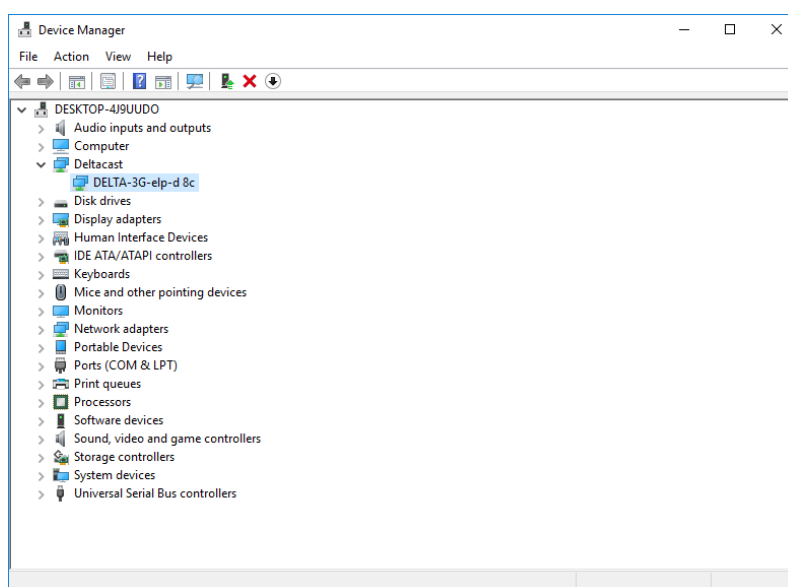 Device Manager
File Action View Help
DESKTOP-4J9UUDO
Audio inputs and outputs
Computer
Deltacast
DELTA-3G-elp-d 8c
Disk drives
Display adapters
Human Interface Devices
IDE ATA/ATAPI controllers
Keyboards
Mice and other pointing devices
Monitors
Network adapters
Portable Devices
Ports (COM & LPT)
Print queues
Processors
Software devices
Sound, video and game controllers
Storage controllers
System devices
Universal Serial Bus controllers